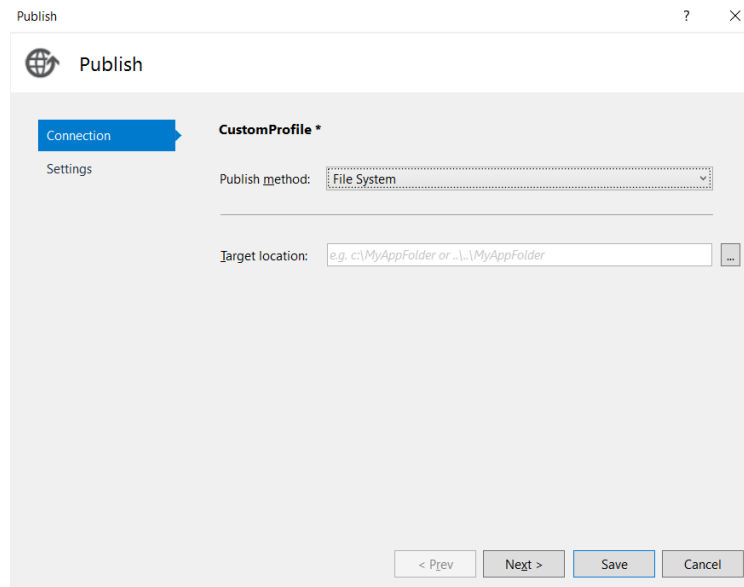 Publish ?
Publish
Connection
Settings
CustomProfile *
Publish method: File System
Target location: e.g. c:\MyAppFolder or ..\..\MyAppFolder ...
< Prev Next > Save Cancel